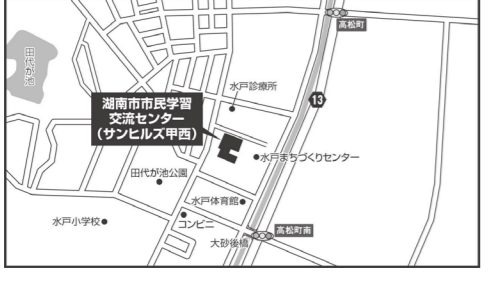 高松町
田代が池
水戸診療所
13
湖南市市民学習
交流センター
(サンヒルズ甲西)
水戸まちづくりセンター
田代が池公園
水戸体育館
水戸小学校
コンビニ
高松町南
大砂後橋